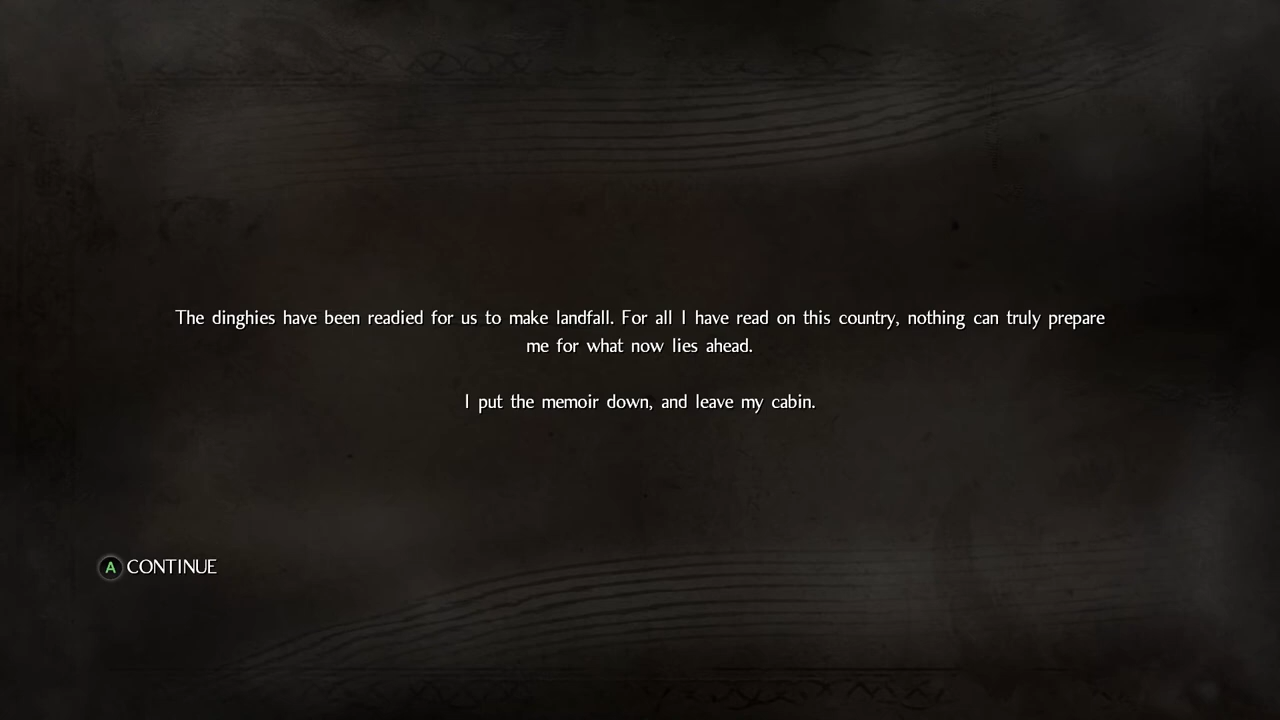 The dinghies have been readied for us to make landfall. For all I have read on this country, nothing can truly prepare
me for what now lies ahead.
I put the memoir down, and leave my cabin.
A CONTINUE